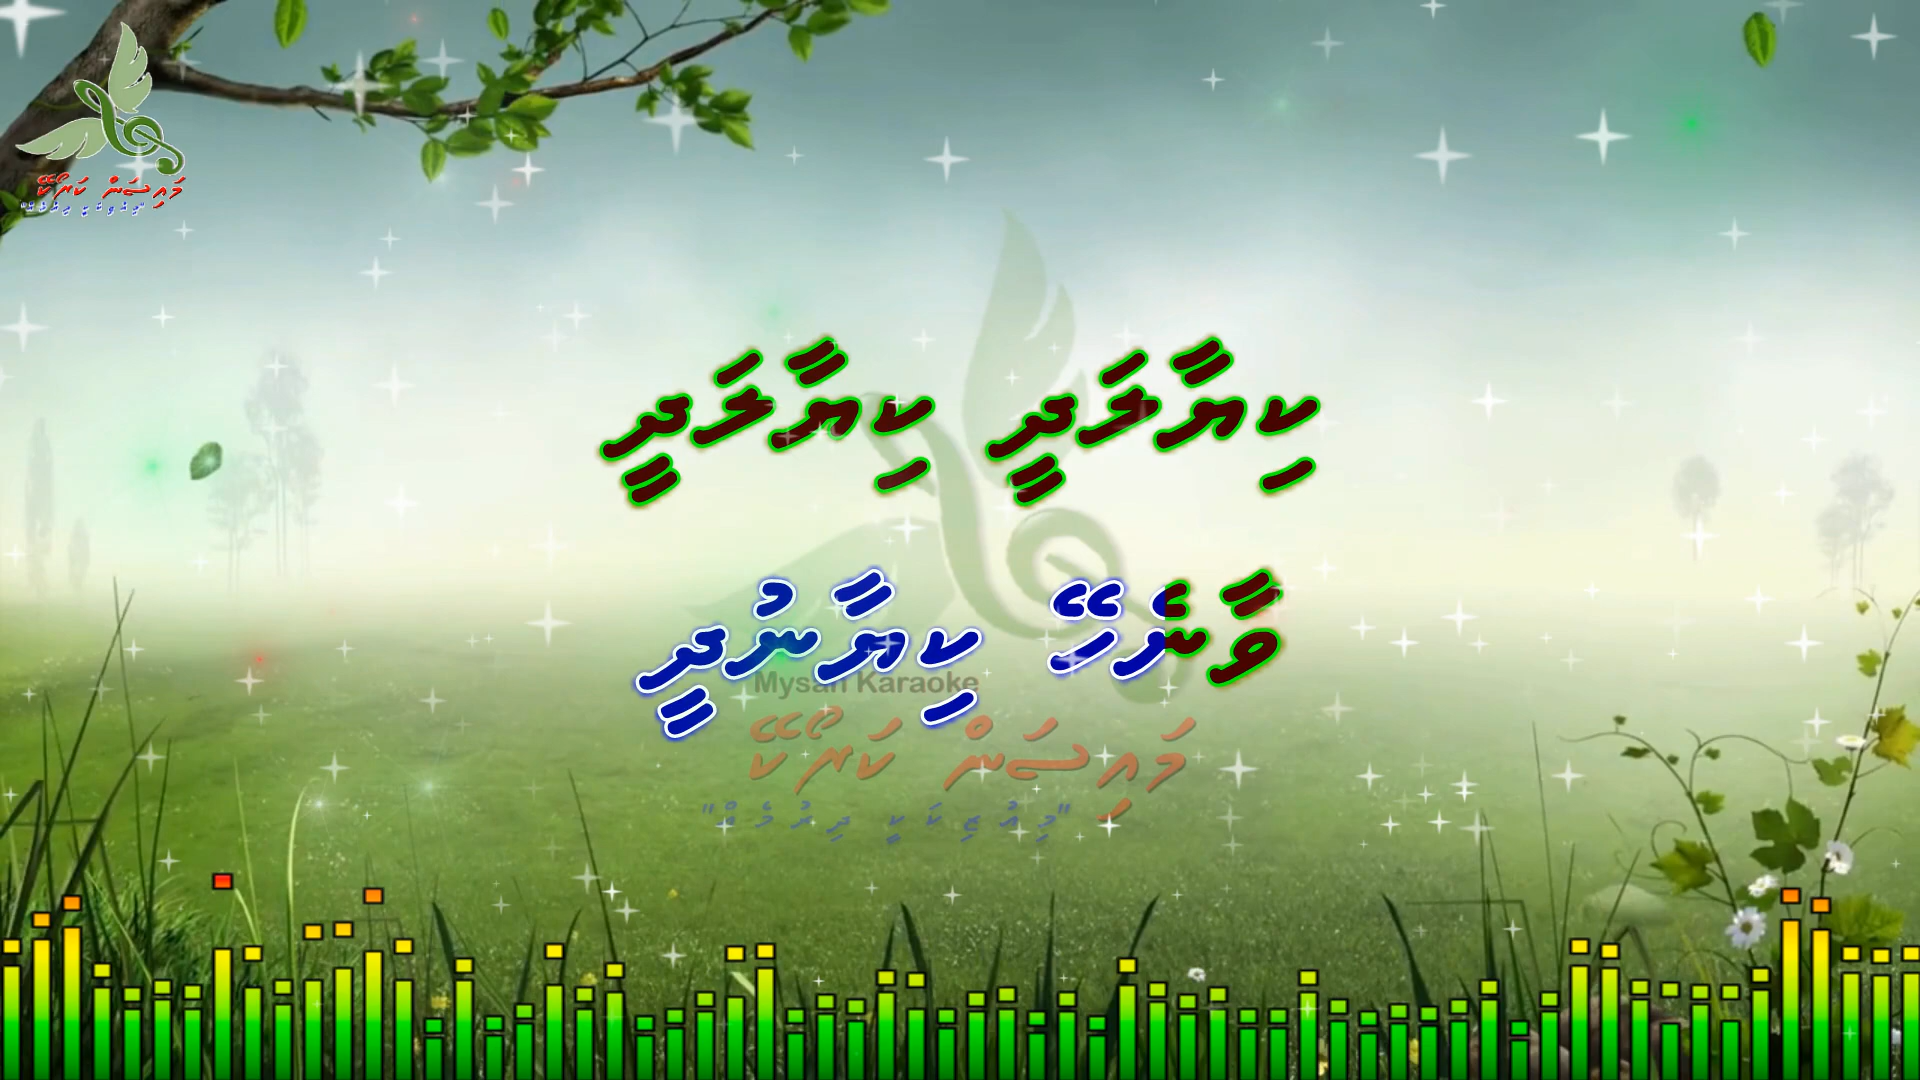 މައިސަން ކަރޯކޭ
ކިޔާލަދީ ކިޔާލަދީ
ވާނެހޭ ކިޔާނުދީ
Mysan Karaoke
މައިސަން ކަރޯކޭ
"މިއުޒިކަކީ ދިރުމެއް"